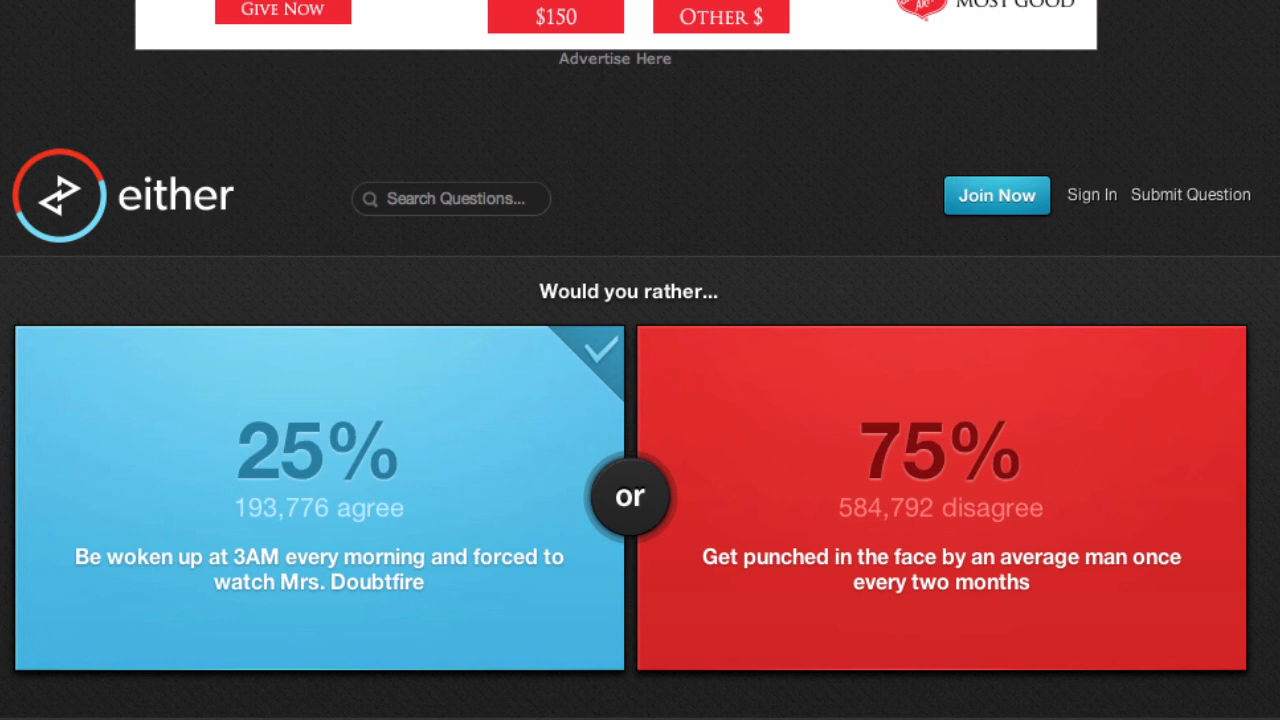 GIVE NOW
$150
OTHER $
MOST GOOD
Advertise Here
either
Search Questions...
Join Now
Sign In
Submit Question
Would you rather...
25%
193,776 agree
Be woken up at 3AM every morning and forced to
watch Mrs. Doubtfire
or
75%
584,792 disagree
Get punched in the face by an average man once
every two months